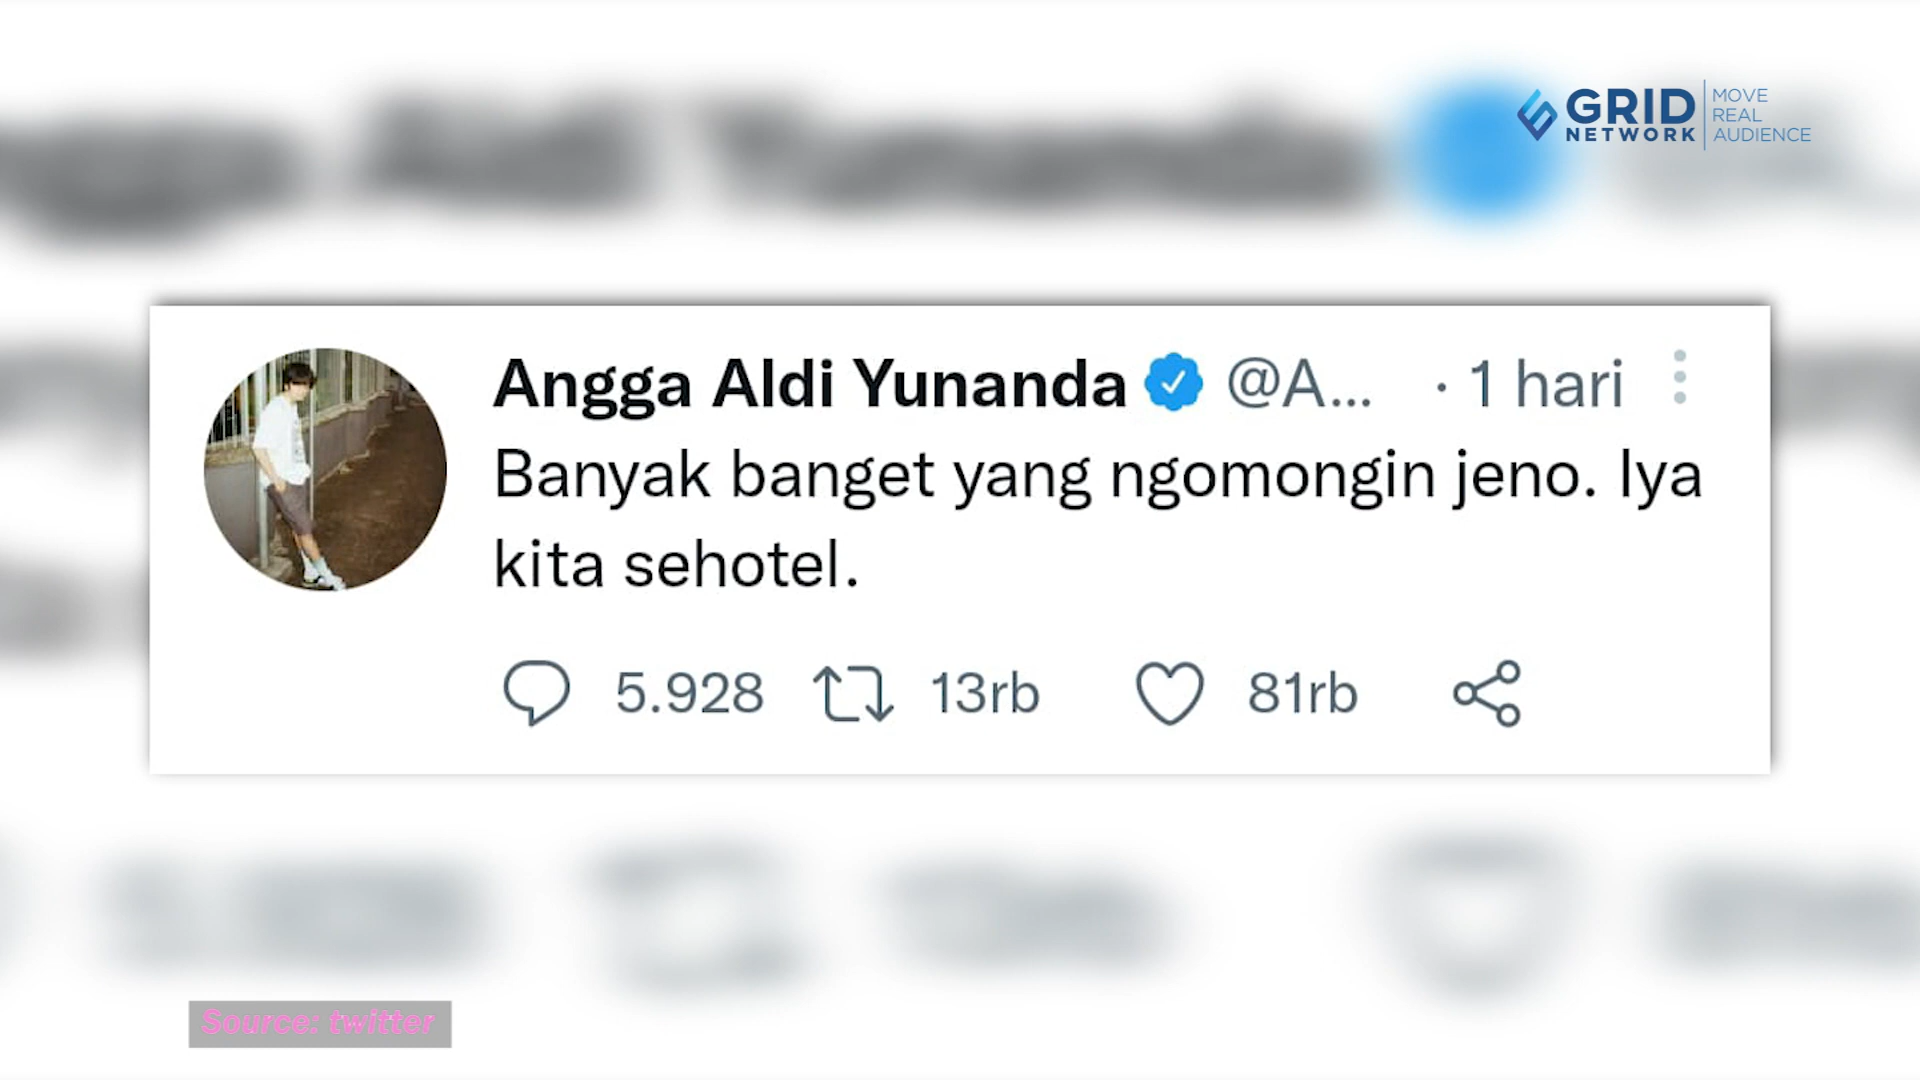 GRID
NETWORK
MOVE
REAL
AUDIENCE
Angga Aldi Yunanda @A... · 1 hari
Banyak banget yang ngomongin jeno. Iya
kita sehotel.
5.928 13rb 81rb
Source: twitter